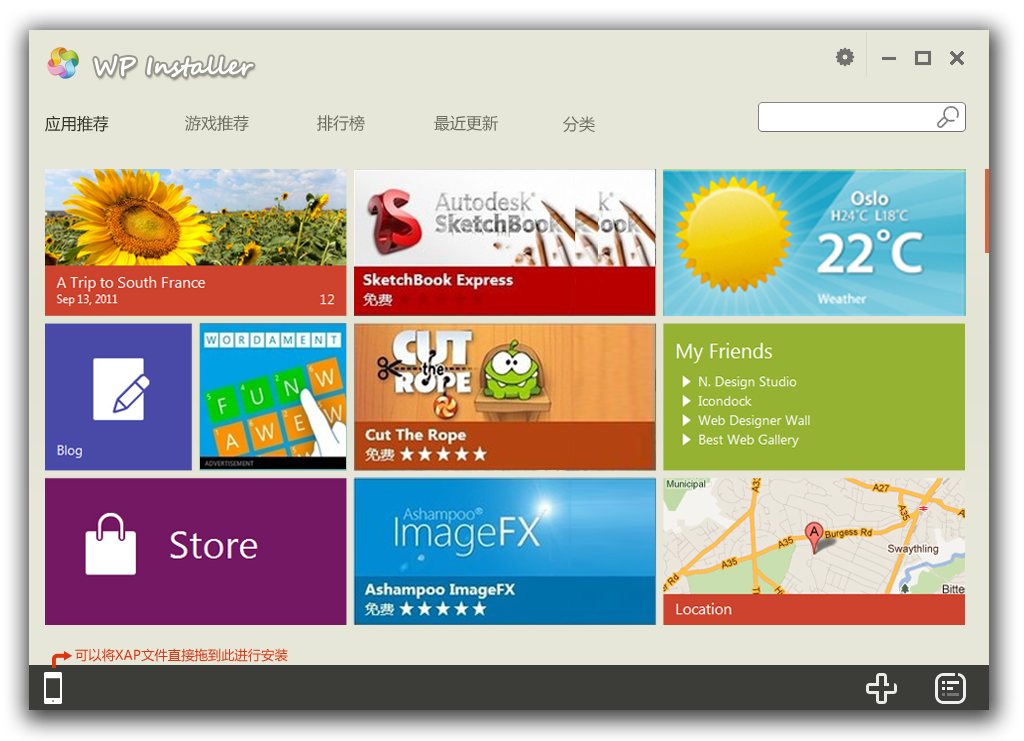 WP Installer
应用推荐
游戏推荐
排行榜
最近更新
分类
A Trip to South France
Sep 13, 2011
12
Autodesk®
SketchBook
SketchBook Express
免费
Oslo
H24°C L18°C
22°C
Weather
Blog
WORDAMENT
FUN
W
AWE
W
ADVERTISEMENT
CUT
the
ROPE
Cut The Rope
免费
My Friends
N. Design Studio
Icondock
Web Designer Wall
Best Web Gallery
Store
Ashampoo®
ImageFX
Ashampoo ImageFX
免费
Municipal
A27
A35
A
Burgess Rd
A35
A35
Swaythling
Bitte
Location
可以将XAP文件直接拖到此进行安装